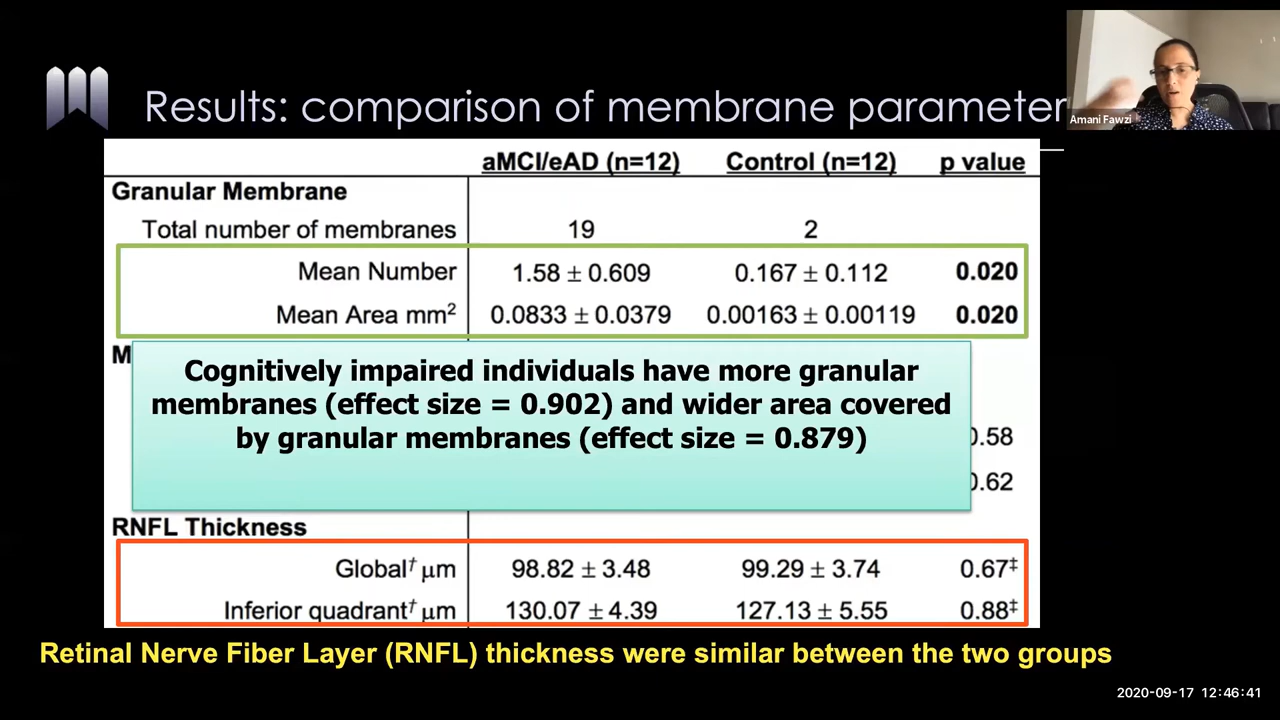 Amani Fawzi
Results: comparison of membrane parameter
aMCI/eAD (n=12) Control (n=12) p value
Granular Membrane
Total number of membranes 19 2
Mean Number 1.58 ± 0.609 0.167 ± 0.112 0.020
Mean Area mm² 0.0833 ± 0.0379 0.00163 ± 0.00119 0.020
M
Cognitively impaired individuals have more granular
membranes (effect size = 0.902) and wider area covered
by granular membranes (effect size = 0.879)
0.58
0.62
RNFL Thickness
Global† µm 98.82 ± 3.48 99.29 ± 3.74 0.67‡
Inferior quadrant† µm 130.07 ± 4.39 127.13 ± 5.55 0.88‡
Retinal Nerve Fiber Layer (RNFL) thickness were similar between the two groups
2020-09-17 12:46:41